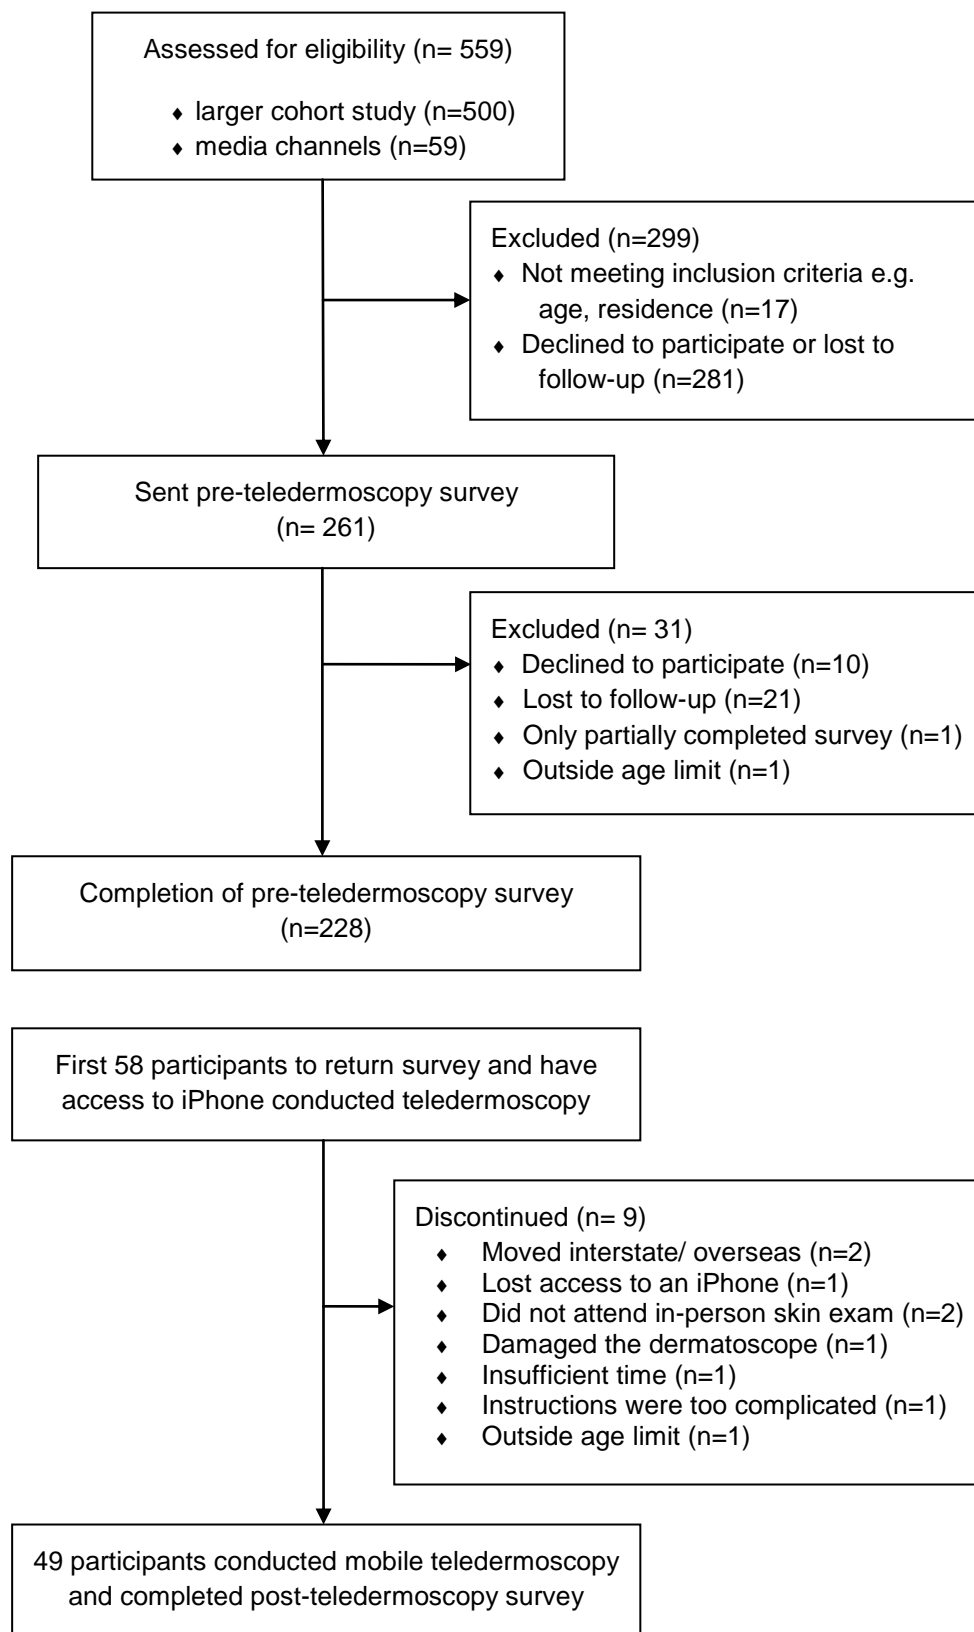 Assessed for eligibility (n= 559)
♦ larger cohort study (n=500)
♦ media channels (n=59)
Excluded (n=299)
♦ Not meeting inclusion criteria e.g.
age, residence (n=17)
♦ Declined to participate or lost to
follow-up (n=281)
Sent pre-teledermoscopy survey
(n= 261)
Excluded (n= 31)
♦ Declined to participate (n=10)
♦ Lost to follow-up (n=21)
♦ Only partially completed survey (n=1)
♦ Outside age limit (n=1)
Completion of pre-teledermoscopy survey
(n=228)
First 58 participants to return survey and have
access to iPhone conducted teledermoscopy
Discontinued (n= 9)
♦ Moved interstate/ overseas (n=2)
♦ Lost access to an iPhone (n=1)
♦ Did not attend in-person skin exam (n=2)
♦ Damaged the dermatoscope (n=1)
♦ Insufficient time (n=1)
♦ Instructions were too complicated (n=1)
♦ Outside age limit (n=1)
49 participants conducted mobile teledermoscopy
and completed post-teledermoscopy survey